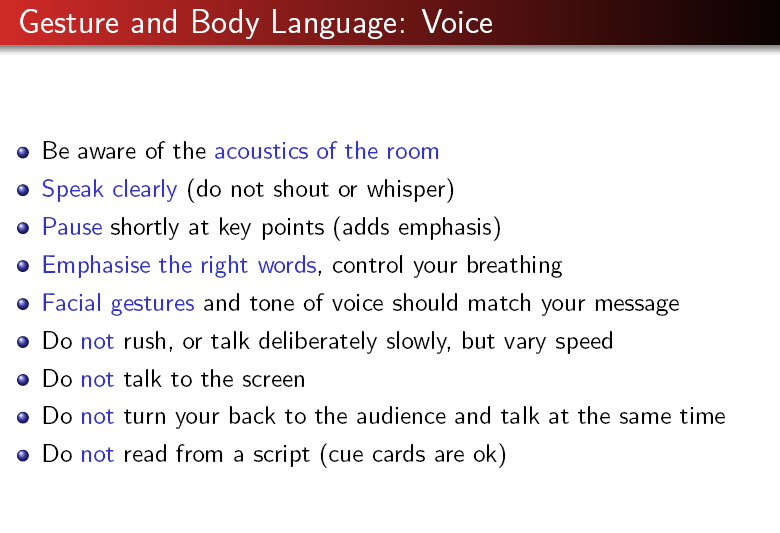 Gesture and Body Language: Voice
Be aware of the acoustics of the room
Speak clearly (do not shout or whisper)
Pause shortly at key points (adds emphasis)
Emphasise the right words, control your breathing
Facial gestures and tone of voice should match your message
Do not rush, or talk deliberately slowly, but vary speed
Do not talk to the screen
Do not turn your back to the audience and talk at the same time
Do not read from a script (cue cards are ok)